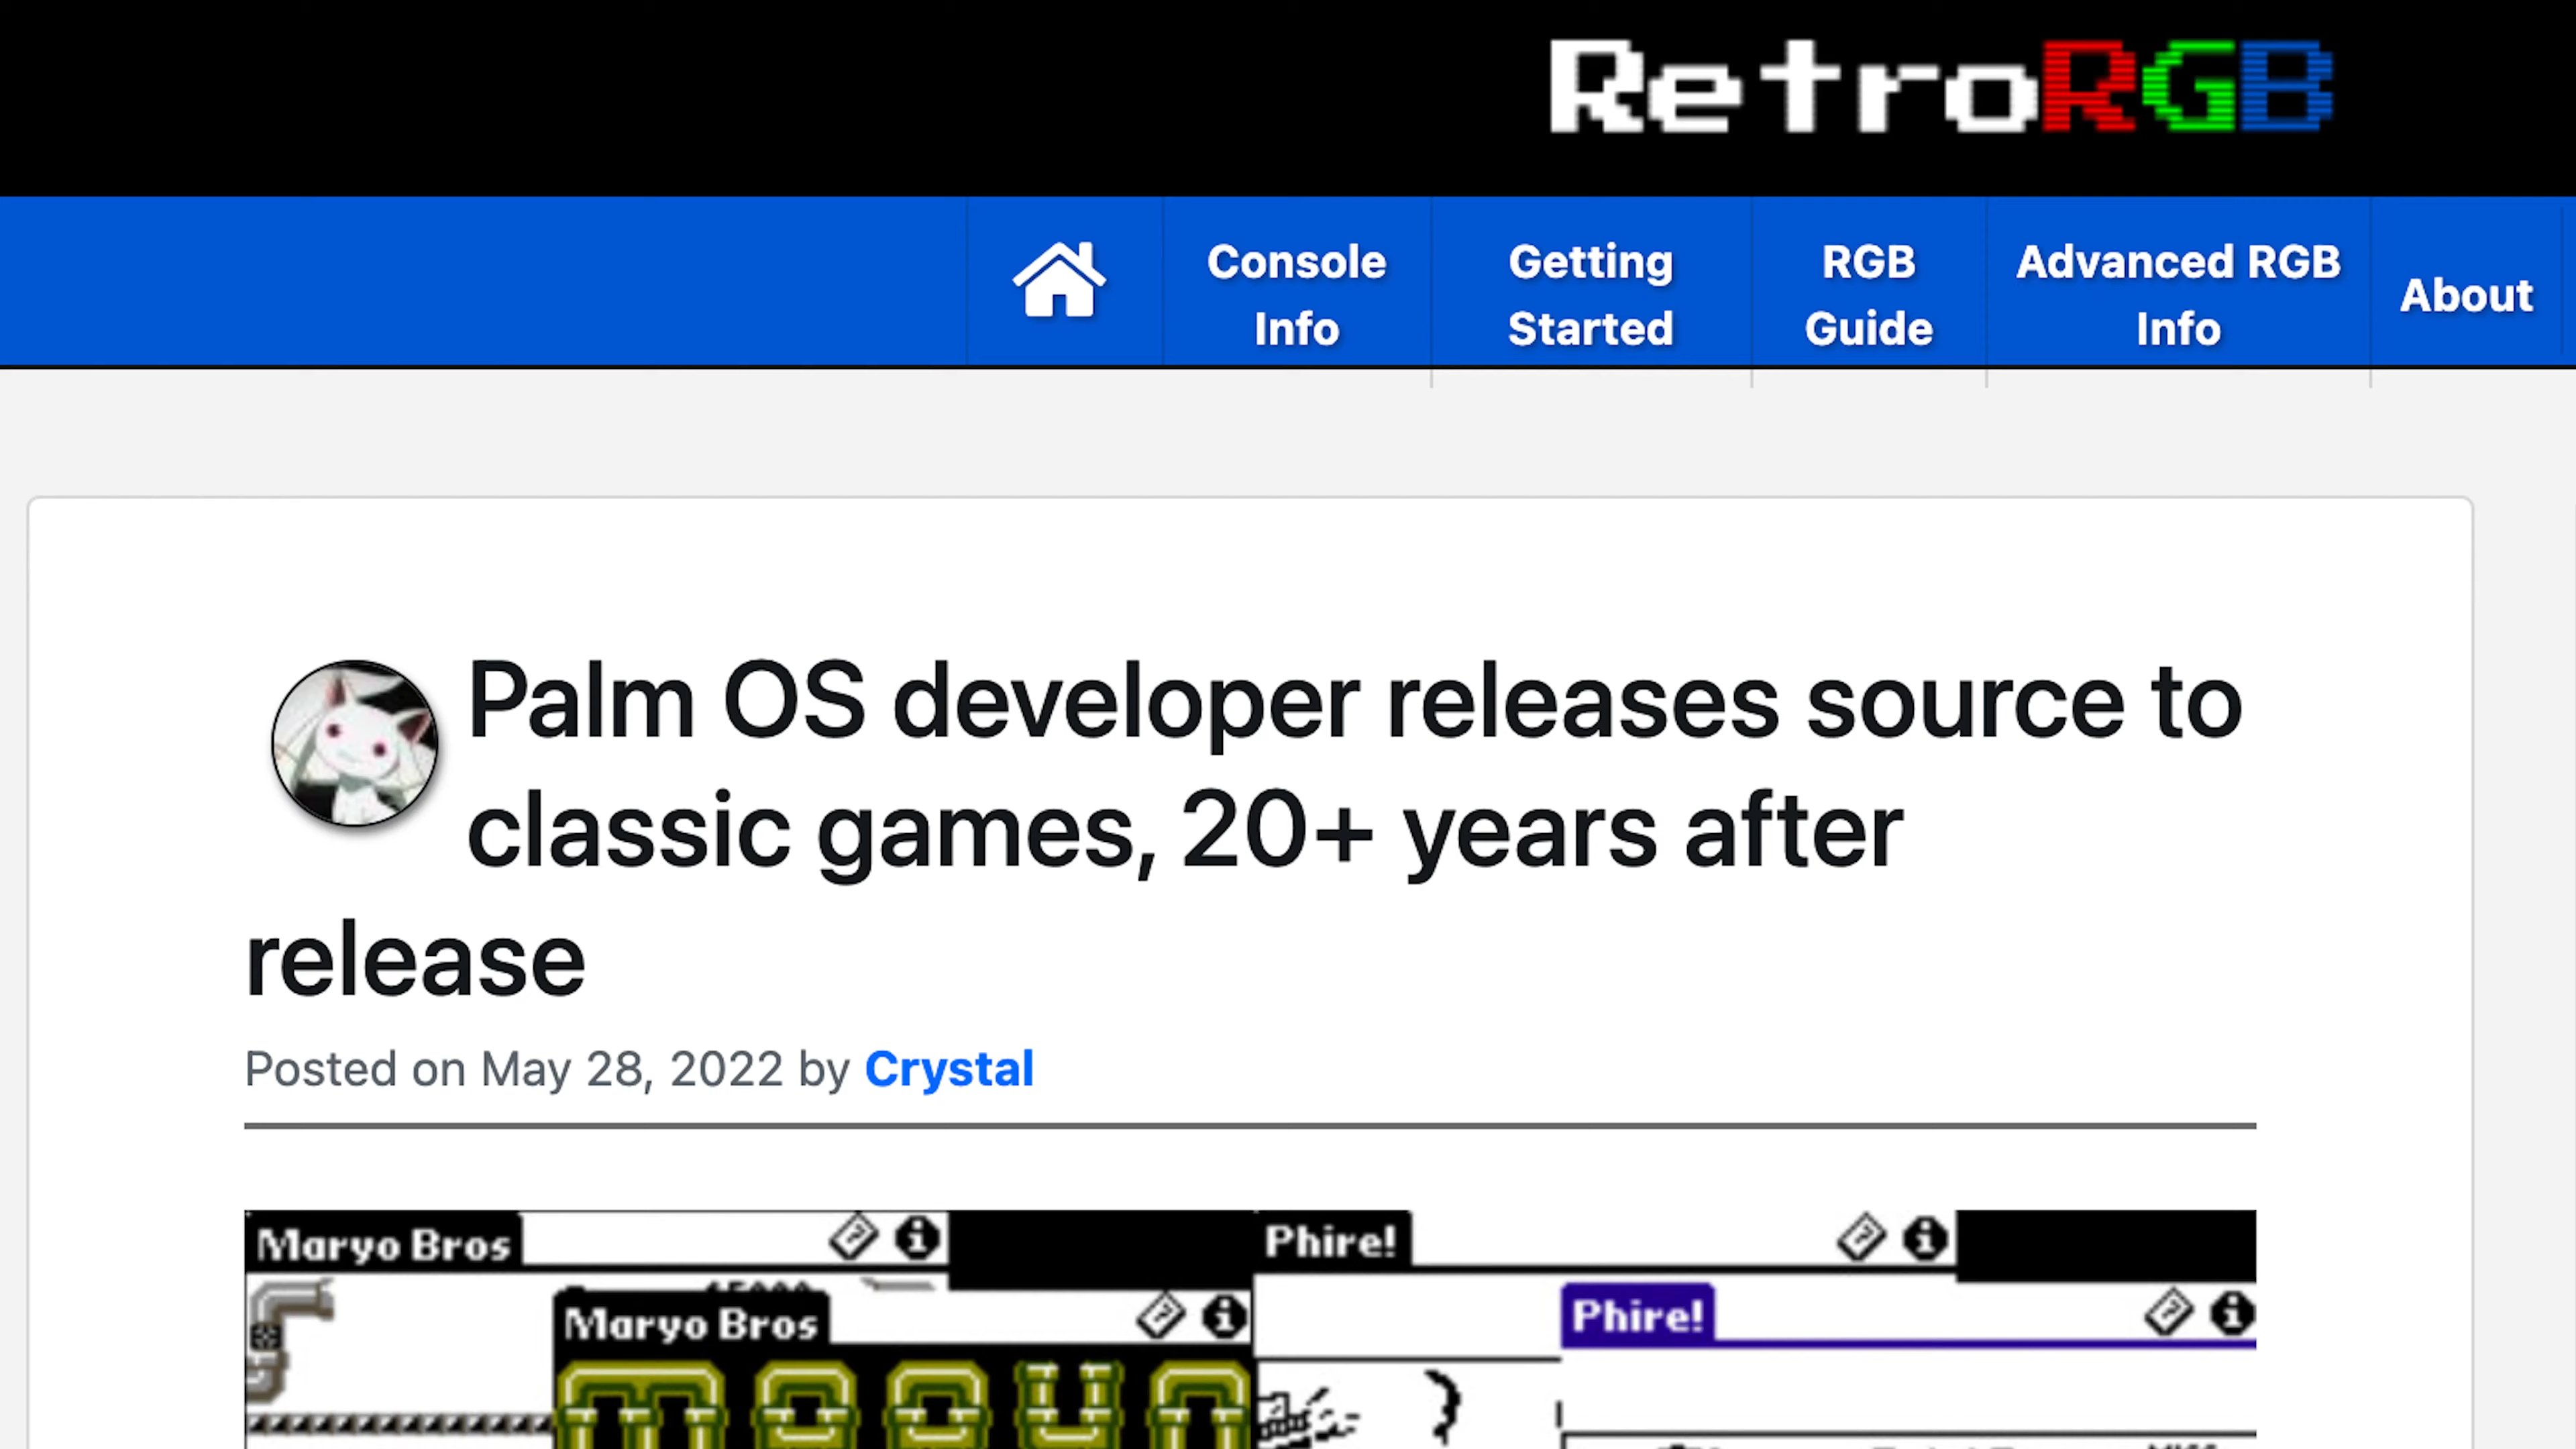 RetroRGB
Console
Info
Getting
Started
RGB
Guide
Advanced RGB
Info
About
Palm OS developer releases source to
classic games, 20+ years after
release
Posted on May 28, 2022 by Crystal
Maryo Bros
Phire!
Maryo Bros
Phire!